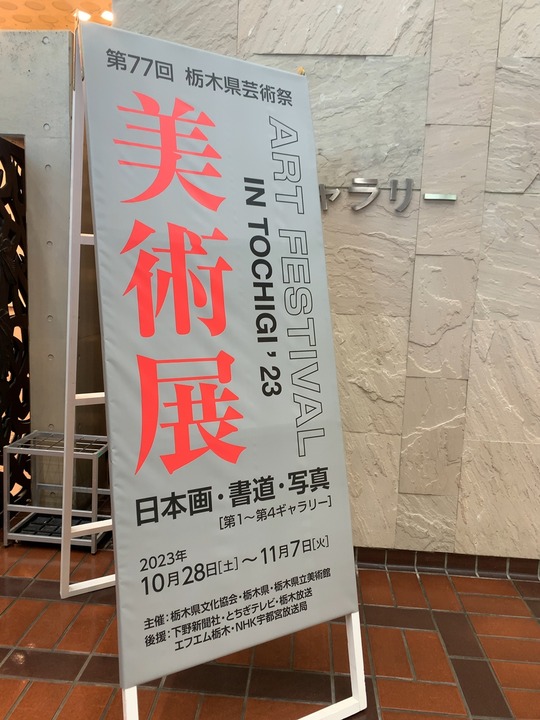 第77回 栃木県芸術祭
美術展
ART FESTIVAL
IN TOCHIGI '23
日本画・書道・写真
[第1～第4ギャラリー]
2023年
10月28日[土]～11月7日[火]
主催：栃木県文化協会・栃木県・栃木県立美術館
後援：下野新聞社・とちぎテレビ・栃木放送
エフエム栃木・NHK宇都宮放送局
ャラリー